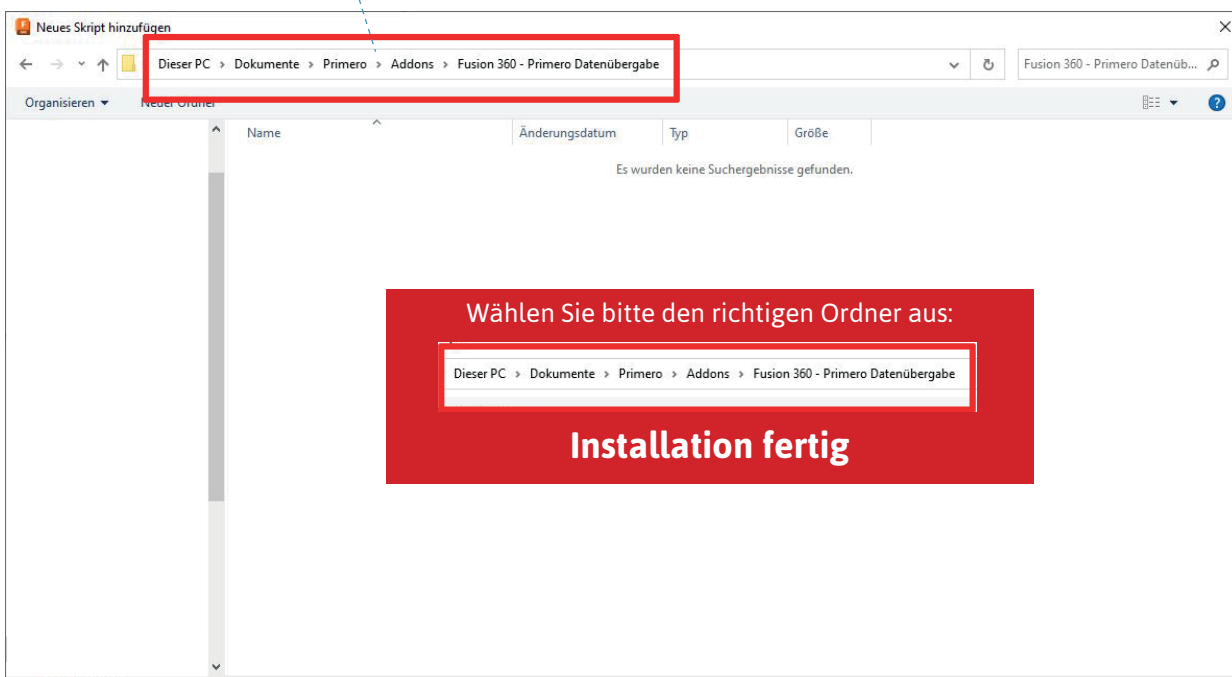 Neues Skript hinzufügen
Dieser PC > Dokumente > Primero > Addons > Fusion 360 - Primero Datenübergabe
Fusion 360 - Primero Datenüb...
Organisieren
Neuer Ordner
Name
Änderungsdatum
Typ
Größe
Es wurden keine Suchergebnisse gefunden.
Wählen Sie bitte den richtigen Ordner aus:
Dieser PC > Dokumente > Primero > Addons > Fusion 360 - Primero Datenübergabe
Installation fertig